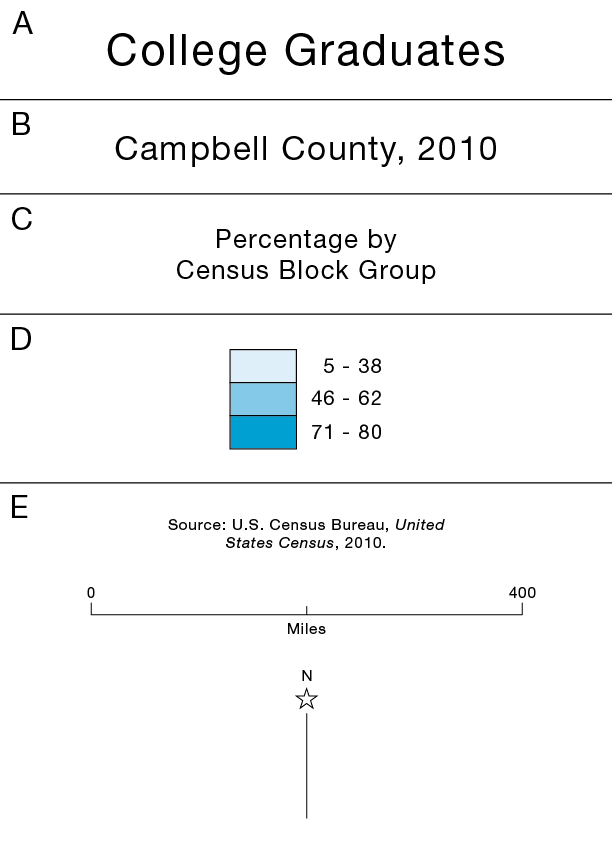 A
College Graduates
B
Campbell County, 2010
C
Percentage by
Census Block Group
D
5 - 38
46 - 62
71 - 80
E
Source: U.S. Census Bureau, United
States Census, 2010.
0 400
Miles
N